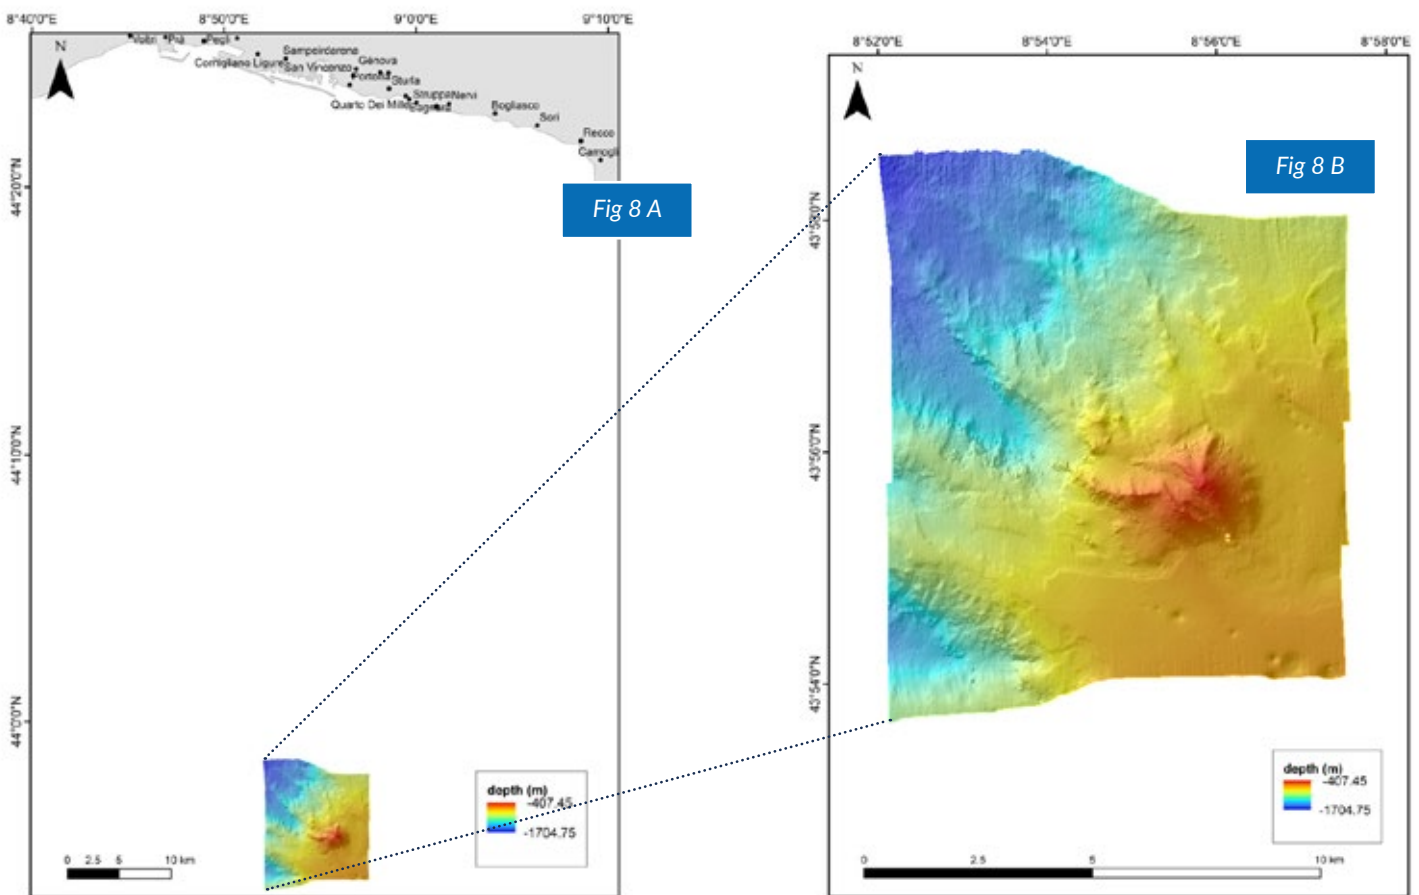 8°40'0"E
8°50'0"E
9°0'0"E
9°10'0"E
N
Voltri
Prà
Pegli
Cornigliano Ligure
Sampeirdarena
San Vincenzo
Génova
Portoria
Sturla
Struppa
Nervi
Quarto Dei Mille
Bogliasco
Sori
Recco
Camogli
44°20'0"N
44°10'0"N
44°0'0"N
Fig 8 A
depth (m)
-407.45
-1704.75
0 2.5 5 10 km
8°52'0"E
8°54'0"E
8°56'0"E
8°58'0"E
N
43°58'0"N
43°56'0"N
43°54'0"N
Fig 8 B
depth (m)
-407.45
-1704.75
0 2.5 5 10 km